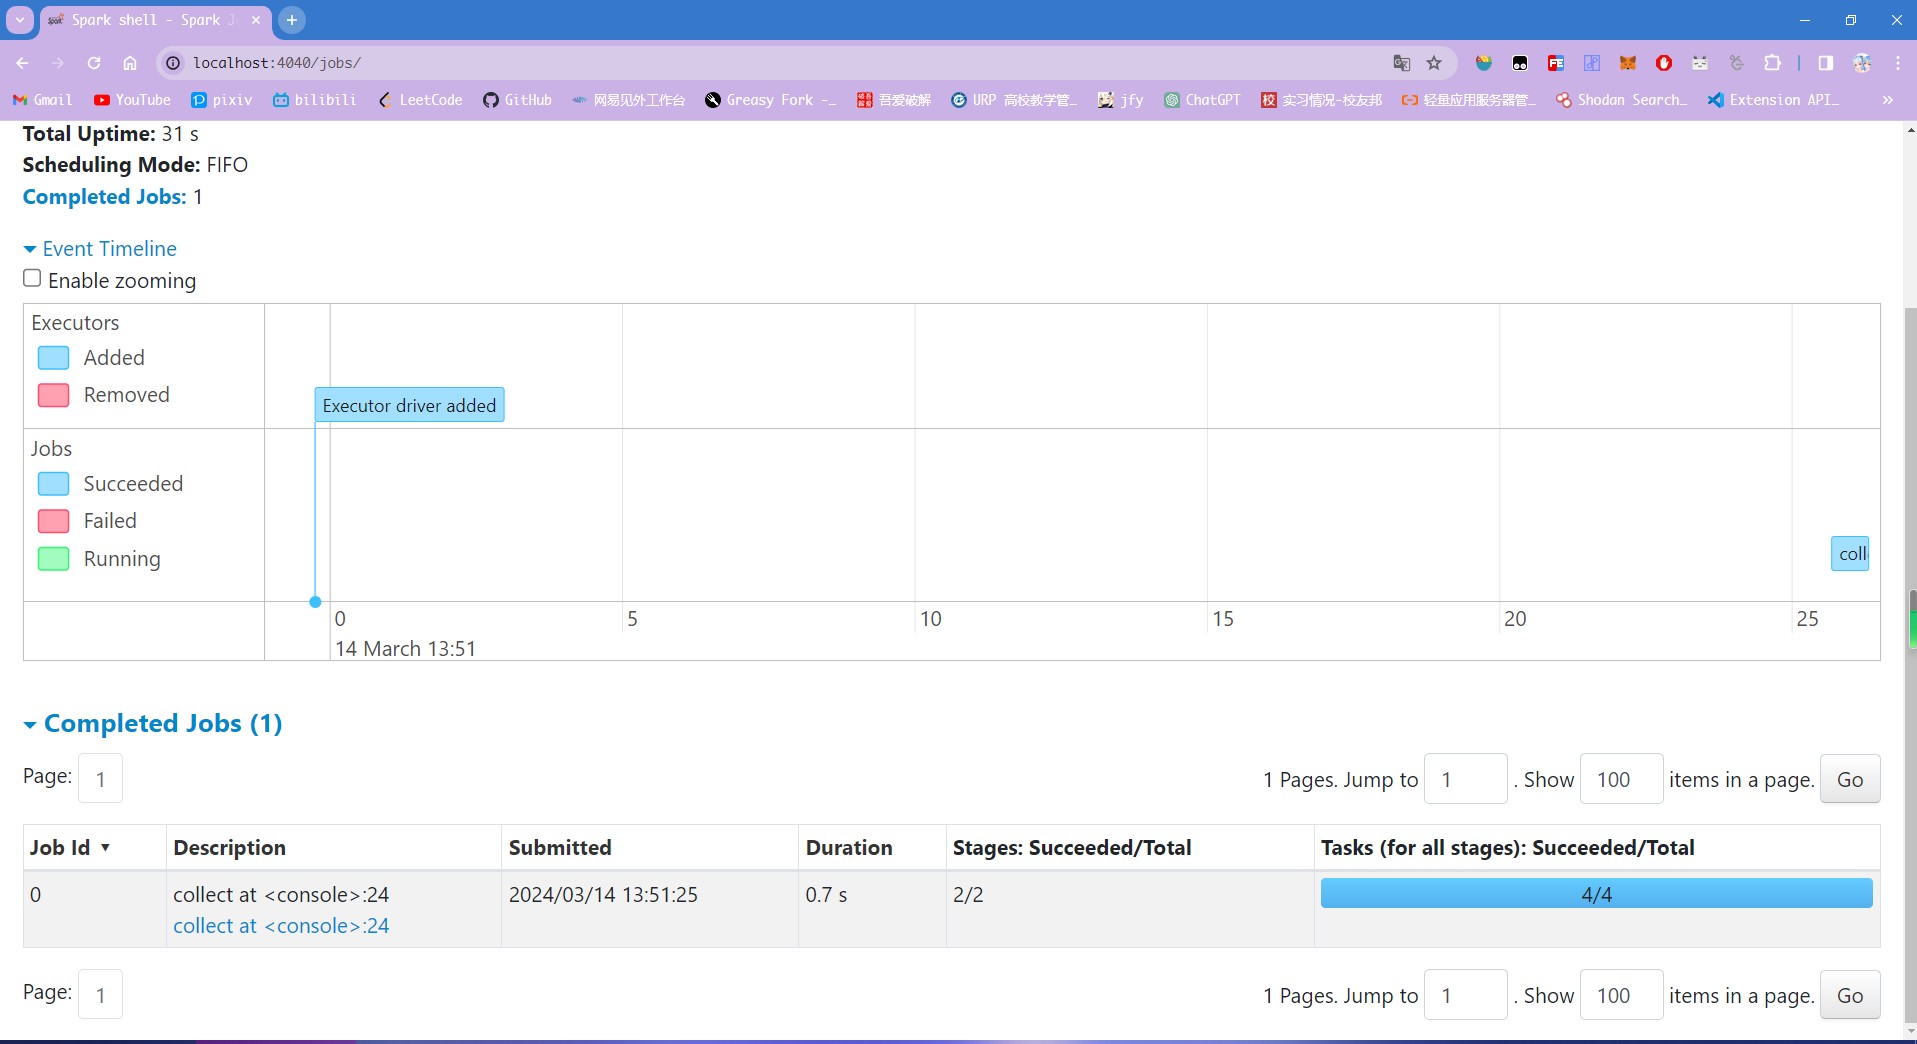 Spark shell - Spark J
localhost:4040/jobs/
Gmail YouTube pixiv bilibili LeetCode GitHub 网易见外工作台 Greasy Fork -… 吾爱破解 URP 高校教学管… jfy ChatGPT 实习情况-校友邦 轻量应用服务器管… Shodan Search… Extension API…
Total Uptime: 31 s
Scheduling Mode: FIFO
Completed Jobs: 1
Event Timeline
Enable zooming
Executors
Added
Removed
Executor driver added
Jobs
Succeeded
Failed
Running
coll
0 5 10 15 20 25
14 March 13:51
Completed Jobs (1)
Page: 1 1 Pages. Jump to 1 . Show 100 items in a page. Go
Job Id ▾ Description Submitted Duration Stages: Succeeded/Total Tasks (for all stages): Succeeded/Total
0 collect at <console>:24 2024/03/14 13:51:25 0.7 s 2/2 4/4
collect at <console>:24
Page: 1 1 Pages. Jump to 1 . Show 100 items in a page. Go